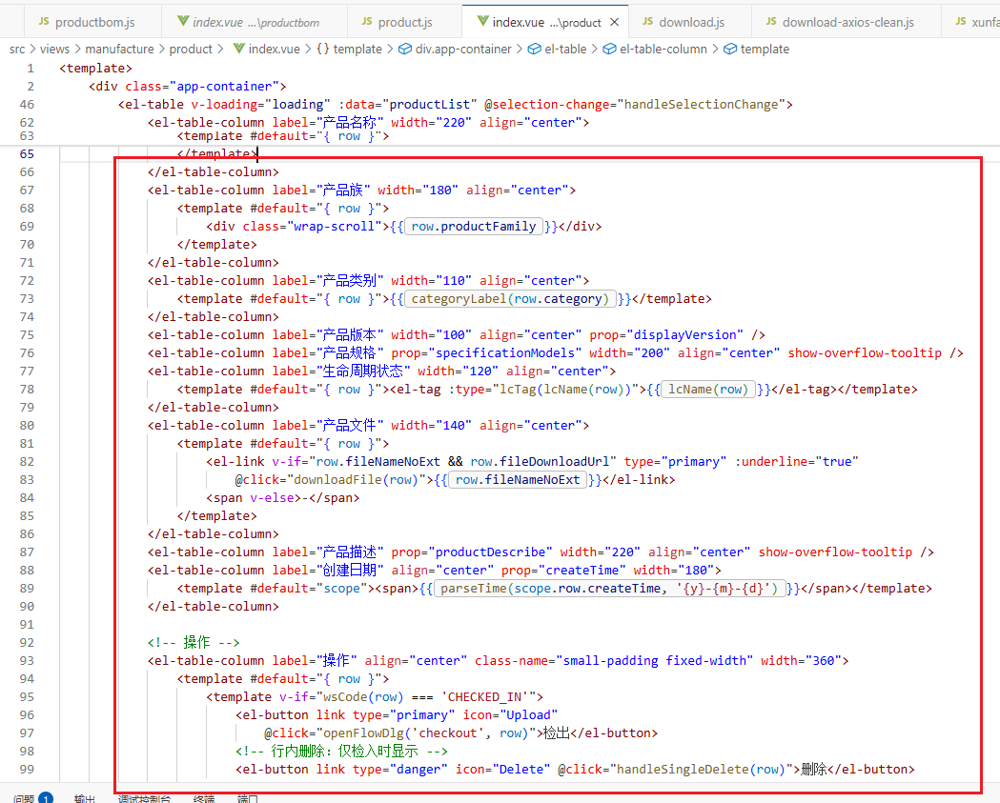 JS productbom.js index.vue ...\productbom JS product.js index.vue ...\product × JS download.js JS download-axios-clean.js JS xunfa
src > views > manufacture > product > index.vue > {} template > div.app-container > el-table > el-table-column > template
1 <template>
2 <div class="app-container">
46 <el-table v-loading="loading" :data="productList" @selection-change="handleSelectionChange">
62 <el-table-column label="产品名称" width="220" align="center">
63 <template #default="{ row }">
65 </template>
66 </el-table-column>
67 <el-table-column label="产品族" width="180" align="center">
68 <template #default="{ row }">
69 <div class="wrap-scroll">{{ row.productFamily }}</div>
70 </template>
71 </el-table-column>
72 <el-table-column label="产品类别" width="110" align="center">
73 <template #default="{ row }">{{ categoryLabel(row.category) }}</template>
74 </el-table-column>
75 <el-table-column label="产品版本" width="100" align="center" prop="displayVersion" />
76 <el-table-column label="产品规格" prop="specificationModels" width="200" align="center" show-overflow-tooltip />
77 <el-table-column label="生命周期状态" width="120" align="center">
78 <template #default="{ row }"><el-tag :type="lcTag(lcName(row))">{{ lcName(row) }}</el-tag></template>
79 </el-table-column>
80 <el-table-column label="产品文件" width="140" align="center">
81 <template #default="{ row }">
82 <el-link v-if="row.fileNameNoExt && row.fileDownloadUrl" type="primary" :underline="true"
83 @click="downloadFile(row)">{{ row.fileNameNoExt }}</el-link>
84 <span v-else>-</span>
85 </template>
86 </el-table-column>
87 <el-table-column label="产品描述" prop="productDescribe" width="220" align="center" show-overflow-tooltip />
88 <el-table-column label="创建日期" align="center" prop="createTime" width="180">
89 <template #default="scope"><span>{{ parseTime(scope.row.createTime, '{y}-{m}-{d}') }}</span></template>
90 </el-table-column>
91
92 <!-- 操作 -->
93 <el-table-column label="操作" align="center" class-name="small-padding fixed-width" width="360">
94 <template #default="{ row }">
95 <template v-if="wsCode(row) === 'CHECKED_IN'">
96 <el-button link type="primary" icon="Upload"
97 @click="openFlowDlg('checkout', row)">检出</el-button>
98 <!-- 行内删除：仅检入时显示 -->
99 <el-button link type="danger" icon="Delete" @click="handleSingleDelete(row)">删除</el-button>
问题 1 输出 调试控制台 终端 端口